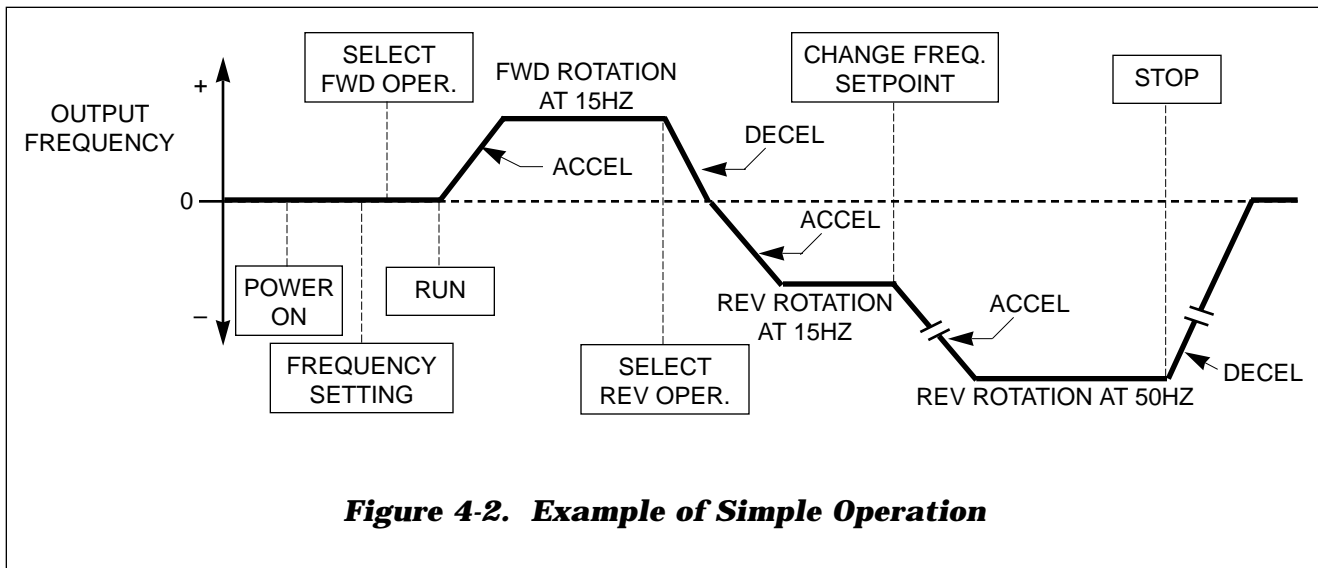 SELECT
FWD OPER.
FWD ROTATION
AT 15HZ
CHANGE FREQ.
SETPOINT
STOP
+
OUTPUT
FREQUENCY
DECEL
ACCEL
0
ACCEL
POWER
ON
RUN
–
REV ROTATION
AT 15HZ
ACCEL
FREQUENCY
SETTING
SELECT
REV OPER.
DECEL
REV ROTATION AT 50HZ
Figure 4-2.  Example of Simple Operation